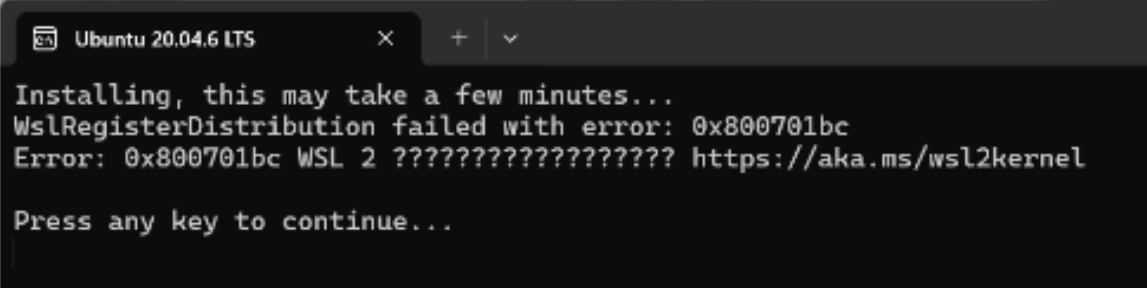 Ubuntu 20.04.6 LTS
Installing, this may take a few minutes...
WslRegisterDistribution failed with error: 0x800701bc
Error: 0x800701bc WSL 2 ?????????????????? https://aka.ms/wsl2kernel
Press any key to continue...